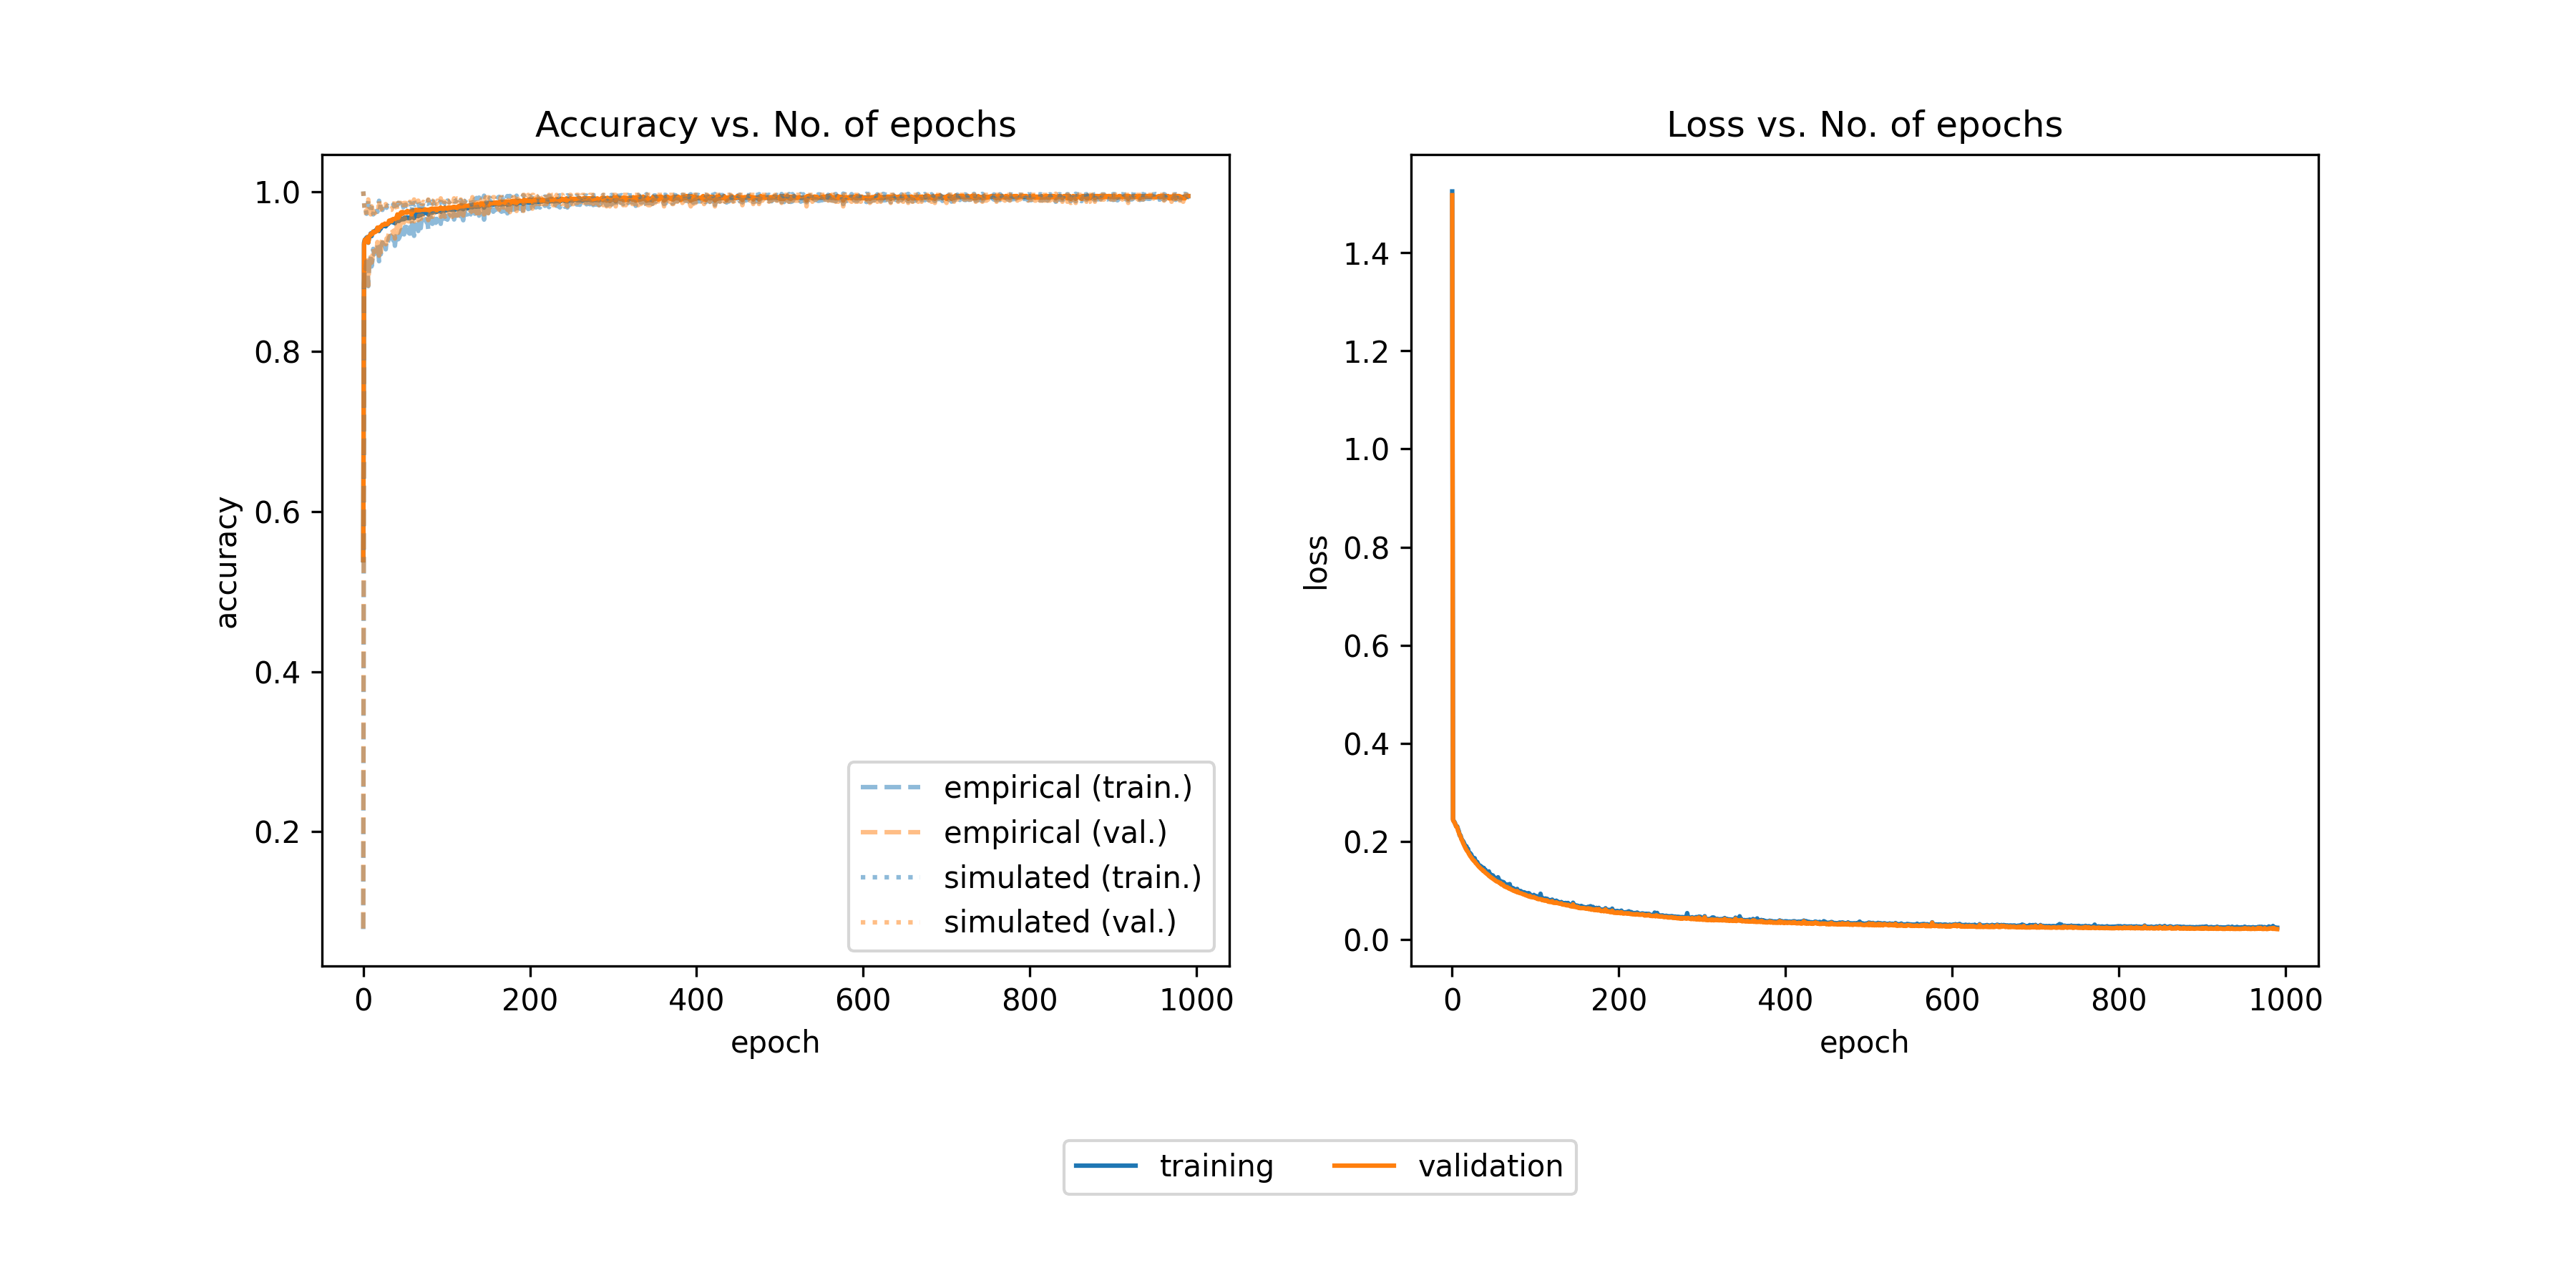 Accuracy vs. No. of epochs
1.0
0.8
0.6
0.4
0.2
accuracy
0 200 400 600 800 1000
epoch
empirical (train.)
empirical (val.)
simulated (train.)
simulated (val.)
Loss vs. No. of epochs
1.4
1.2
1.0
0.8
0.6
0.4
0.2
0.0
loss
0 200 400 600 800 1000
epoch
training validation